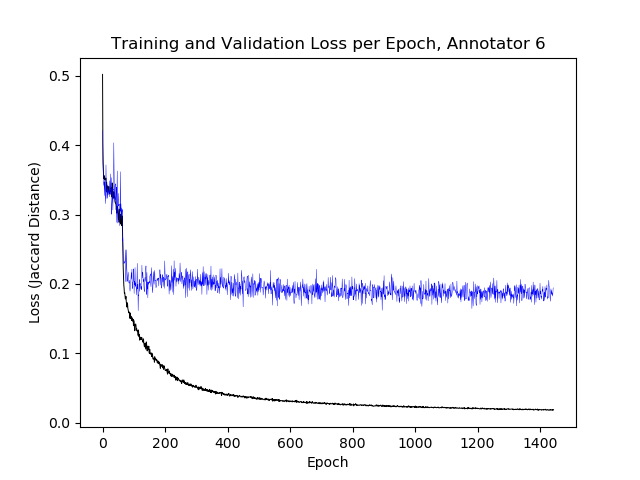 Training and Validation Loss per Epoch, Annotator 6
Loss (Jaccard Distance)
0.5
0.4
0.3
0.2
0.1
0.0
0 200 400 600 800 1000 1200 1400
Epoch